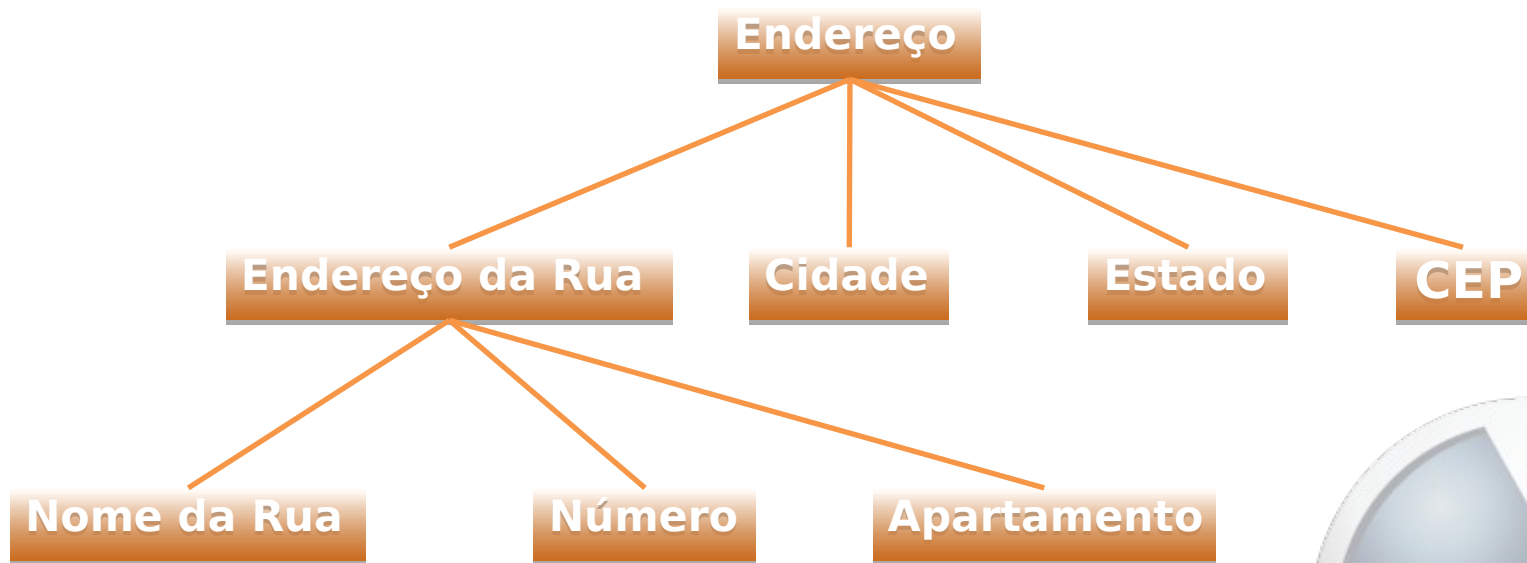 Endereço
Endereço da Rua
Cidade
Estado
CEP
Nome da Rua
Número
Apartamento